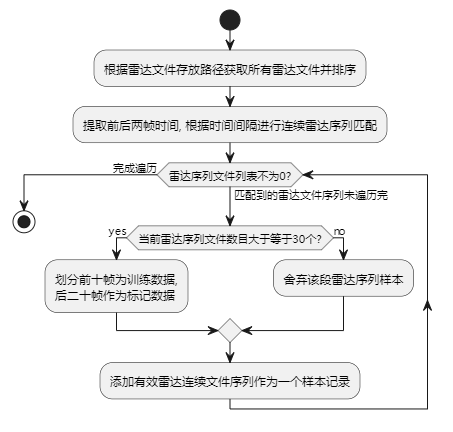 根据雷达文件存放路径获取所有雷达文件并排序
提取前后两帧时间, 根据时间间隔进行连续雷达序列匹配
完成遍历
雷达序列文件列表不为0?
匹配到的雷达文件序列未遍历完
yes
当前雷达序列文件数目大于等于30个?
no
划分前十帧为训练数据,
后二十帧作为标记数据
舍弃该段雷达序列样本
添加有效雷达连续文件序列作为一个样本记录